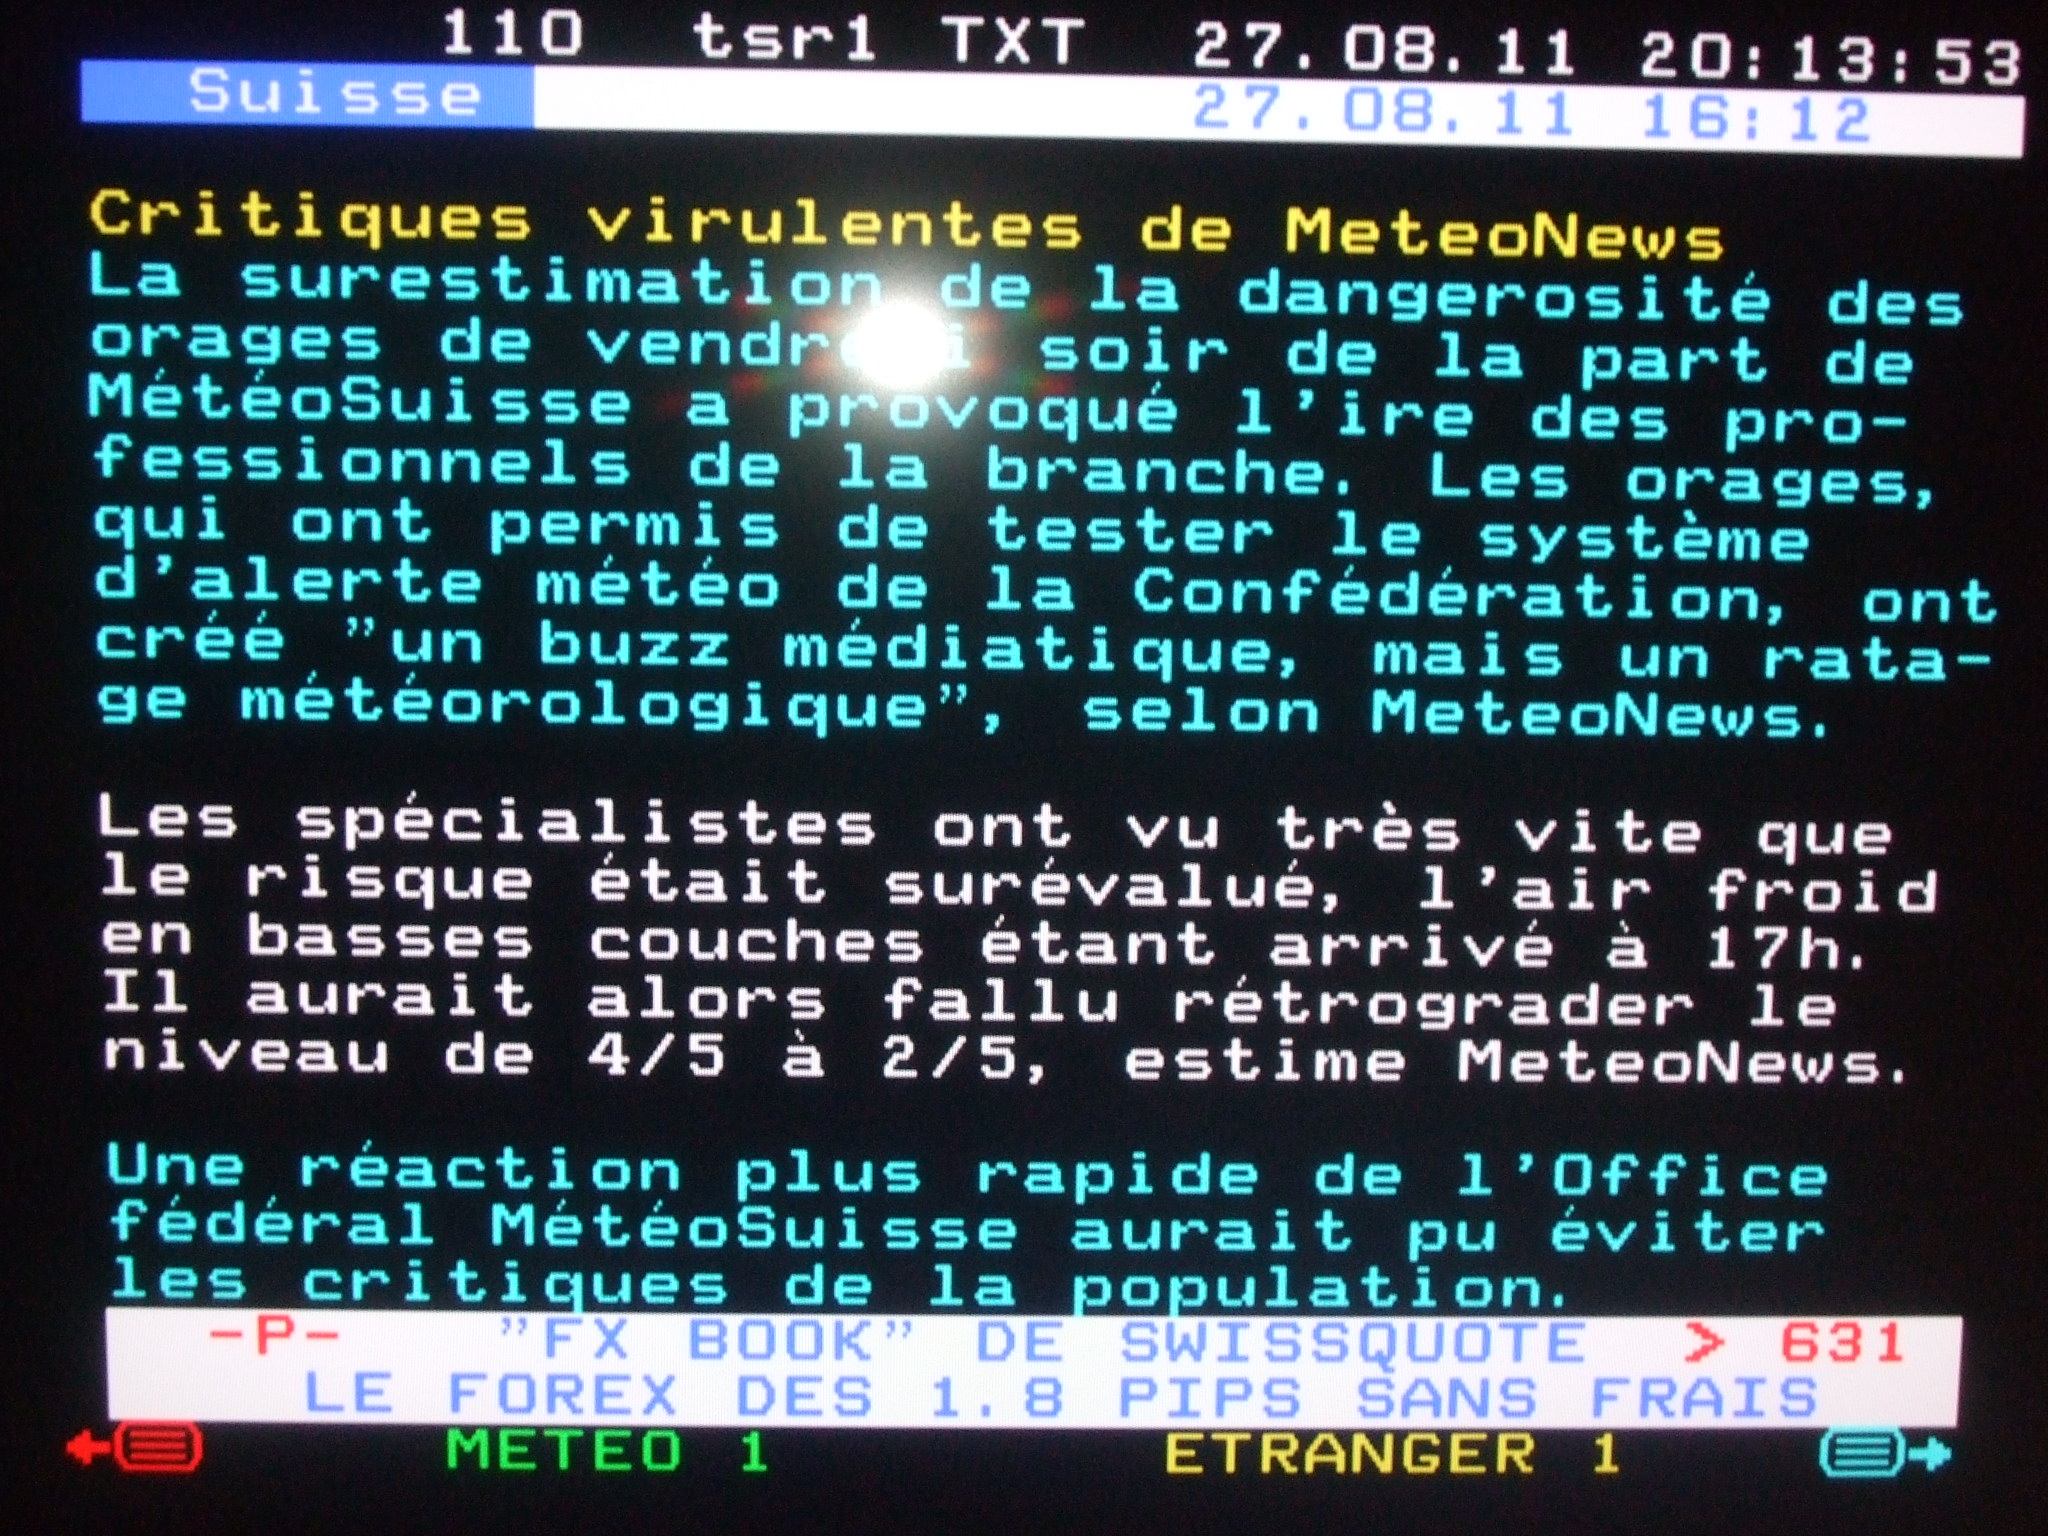 110 tsr1 TXT 27.08.11 20:13:53
Suisse 27.08.11 16:12
Critiques virulentes de MeteoNews
La surestimation de la dangerosité des
orages de vendredi soir de la part de
MétéoSuisse a provoqué l'ire des pro-
fessionnels de la branche. Les orages,
qui ont permis de tester le système
d'alerte météo de la Confédération, ont
créé "un buzz médiatique, mais un rata-
ge météorologique", selon MeteoNews.
Les spécialistes ont vu très vite que
le risque était surévalué, l'air froid
en basses couches étant arrivé à 17h.
Il aurait alors fallu rétrograder le
niveau de 4/5 à 2/5, estime MeteoNews.
Une réaction plus rapide de l'Office
fédéral MétéoSuisse aurait pu éviter
les critiques de la population.
-P- "FX BOOK" DE SWISSQUOTE > 631
LE FOREX DES 1.8 PIPS SANS FRAIS
METEO 1 ETRANGER 1